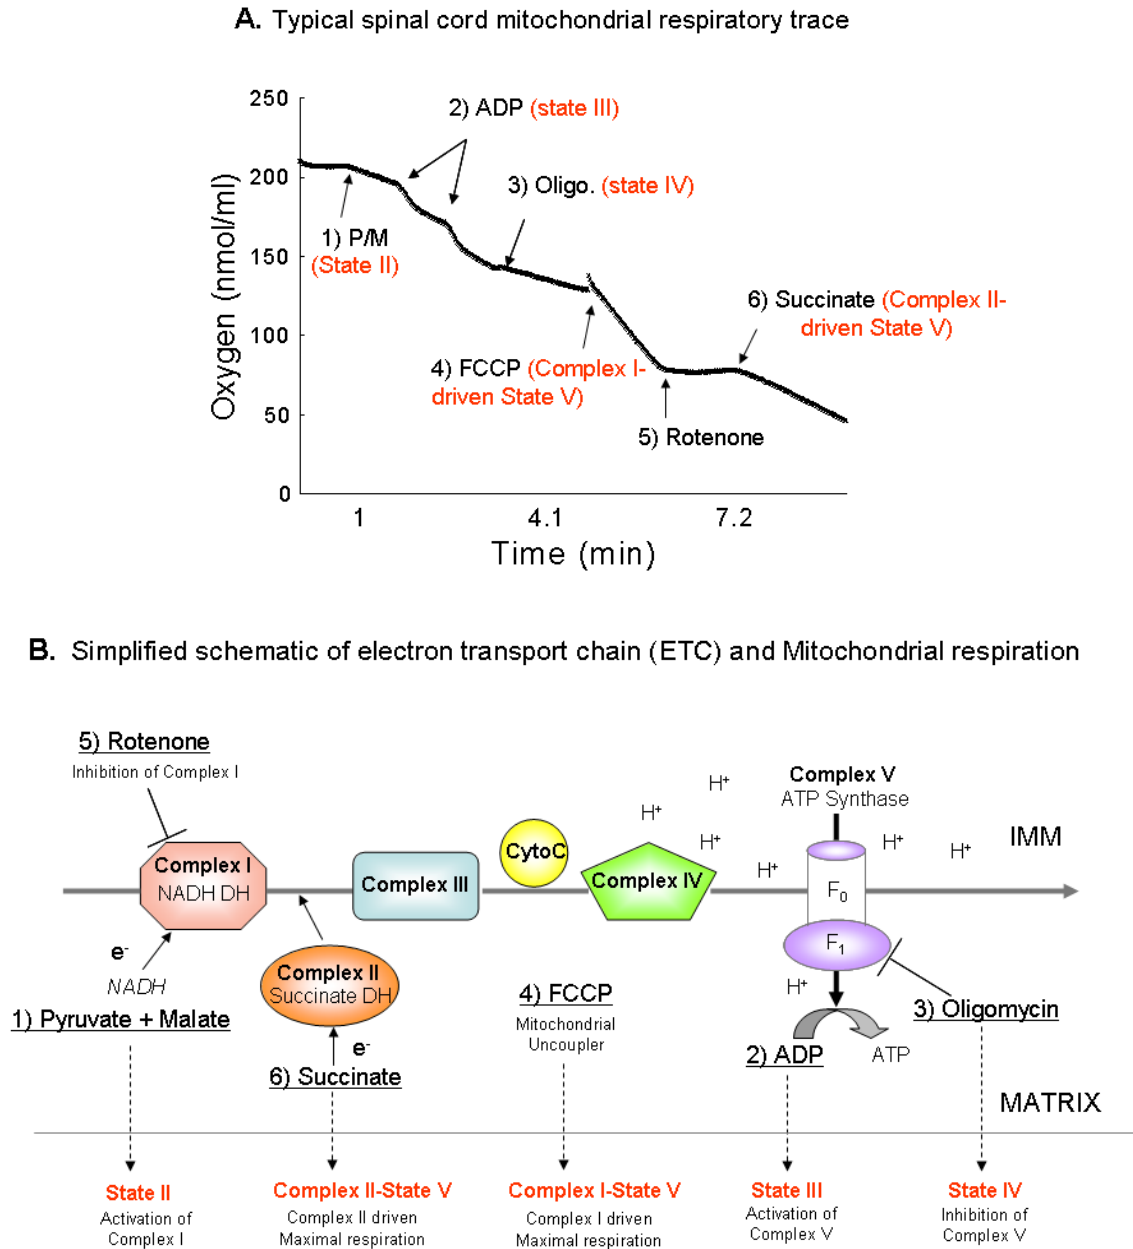 A. Typical spinal cord mitochondrial respiratory trace
250
200
150
100
50
0
Oxygen (nmol/ml)
2) ADP (state III)
3) Oligo. (state IV)
1) P/M
(State II)
6) Succinate (Complex II-
driven State V)
4) FCCP (Complex I-
driven State V)
5) Rotenone
1
4.1
7.2
Time (min)
B. Simplified schematic of electron transport chain (ETC) and Mitochondrial respiration
5) Rotenone
Inhibition of Complex I
Complex I
NADH DH
e-
NADH
1) Pyruvate + Malate
Complex II
Succinate DH
e-
6) Succinate
Complex III
CytoC
Complex IV
H+
H+
H+
H+
Complex V
ATP Synthase
H+
H+
IMM
F0
F1
H+
4) FCCP
Mitochondrial
Uncoupler
2) ADP
ATP
3) Oligomycin
MATRIX
State II
Activation of
Complex I
Complex II-State V
Complex II driven
Maximal respiration
Complex I-State V
Complex I driven
Maximal respiration
State III
Activation of
Complex V
State IV
Inhibition of
Complex V